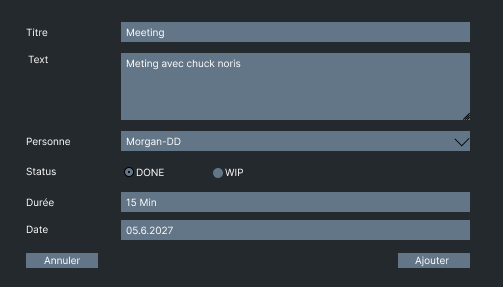 Titre
Meeting
Text
Meting avec chuck noris
Personne
Morgan-DD
Status
DONE
WIP
Durée
15 Min
Date
05.6.2027
Annuler
Ajouter